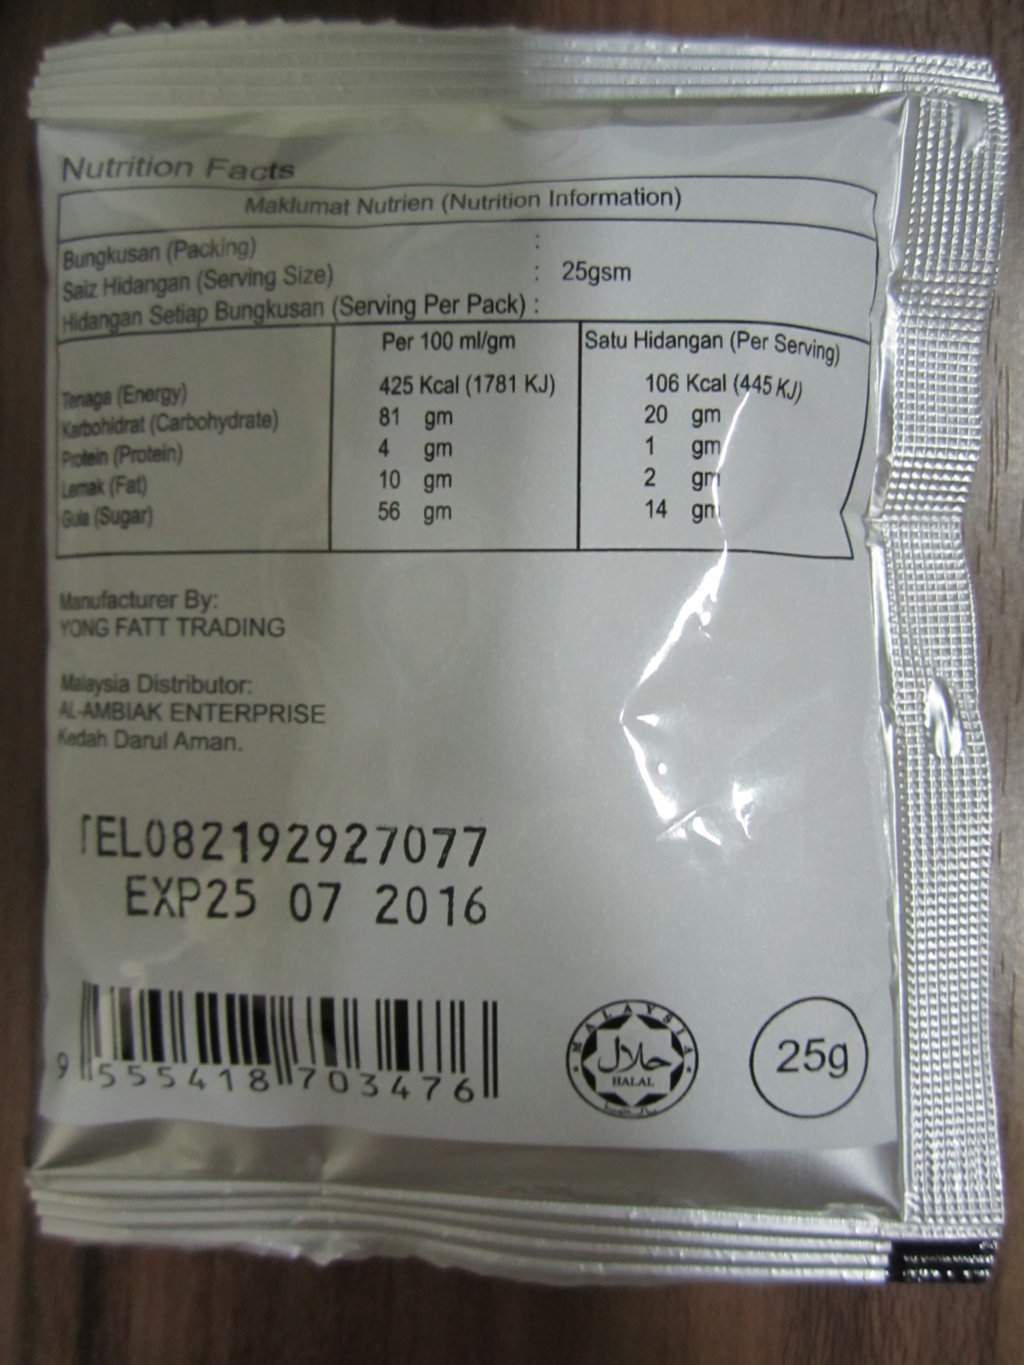 Nutrition Facts
Maklumat Nutrien (Nutrition Information)
Bungkusan (Packing) :
Saiz Hidangan (Serving Size) : 25gsm
Hidangan Setiap Bungkusan (Serving Per Pack) :
Per 100 ml/gm Satu Hidangan (Per Serving)
Tenaga (Energy) 425 Kcal (1781 KJ) 106 Kcal (445 KJ)
Karbohidrat (Carbohydrate) 81 gm 20 gm
Protein (Protein) 4 gm 1 gm
Lemak (Fat) 10 gm 2 gm
Gula (Sugar) 56 gm 14 gm
Manufacturer By:
YONG FATT TRADING
Malaysia Distributor:
AL-AMBIAK ENTERPRISE
Kedah Darul Aman.
TEL082192927077
EXP25 07 2016
9 555418 703476
MALAYSIA
حلال
HALAL
25g